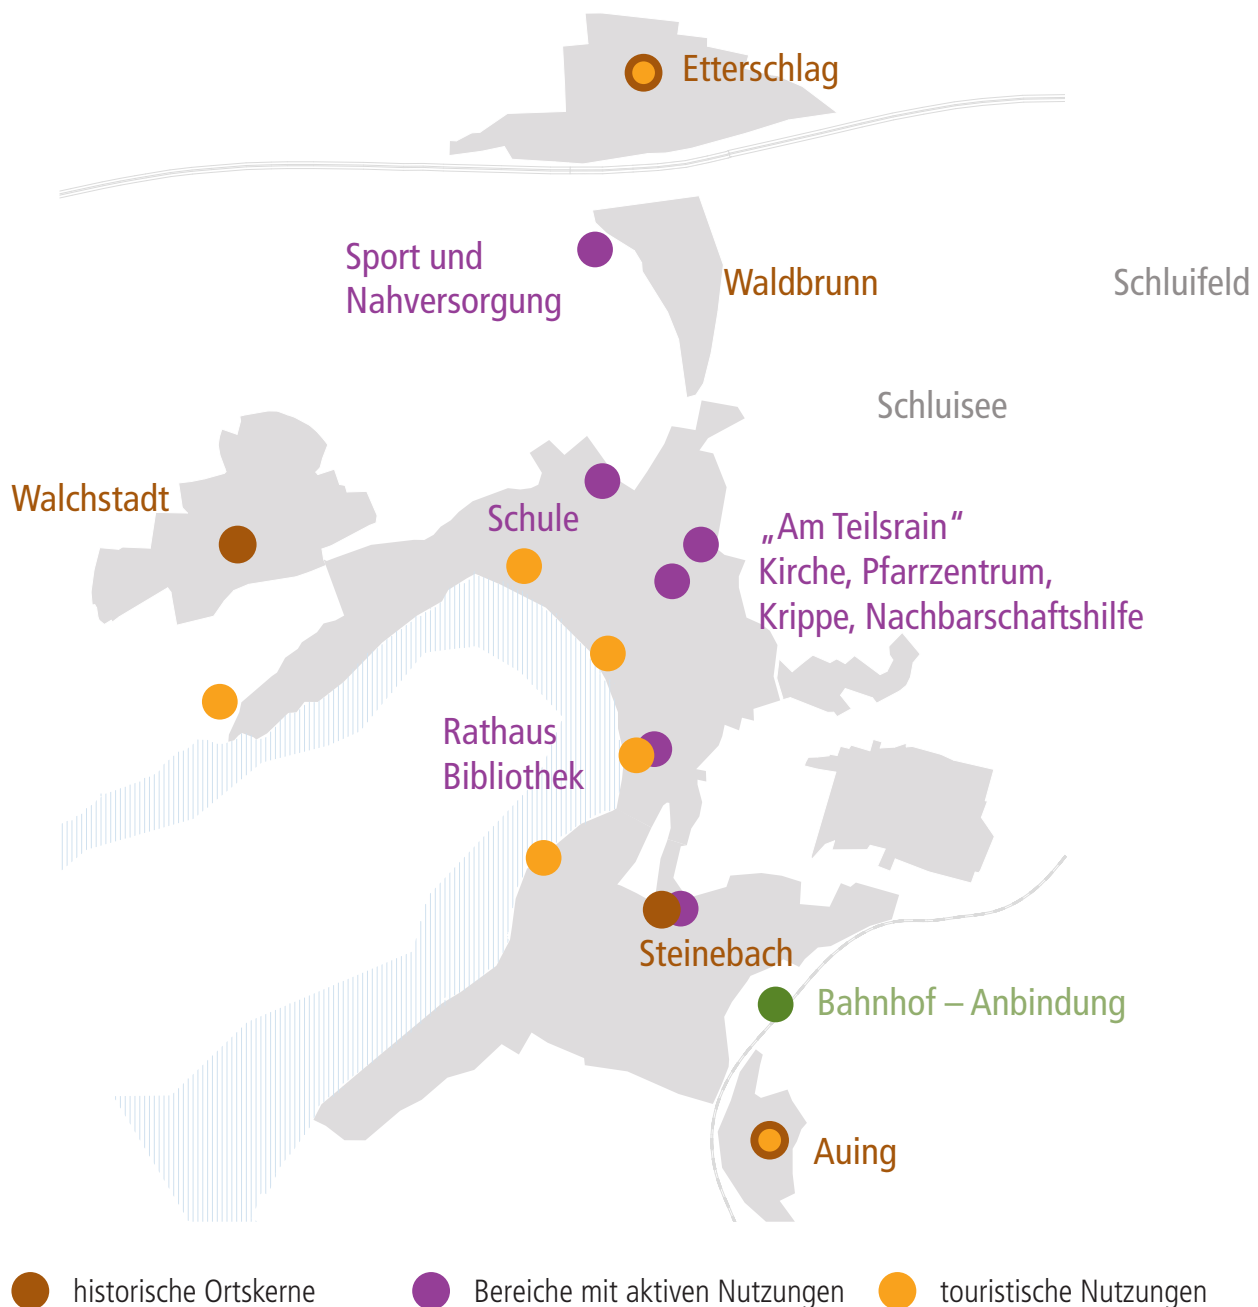 Etterschlag
Sport und
Nahversorgung
Waldbrunn
Schluifeld
Schluisee
Walchstadt
Schule
„Am Teilsrain“
Kirche, Pfarrzentrum,
Krippe, Nachbarschaftshilfe
Rathaus
Bibliothek
Steinebach
Bahnhof – Anbindung
Auing
historische Ortskerne
Bereiche mit aktiven Nutzungen
touristische Nutzungen